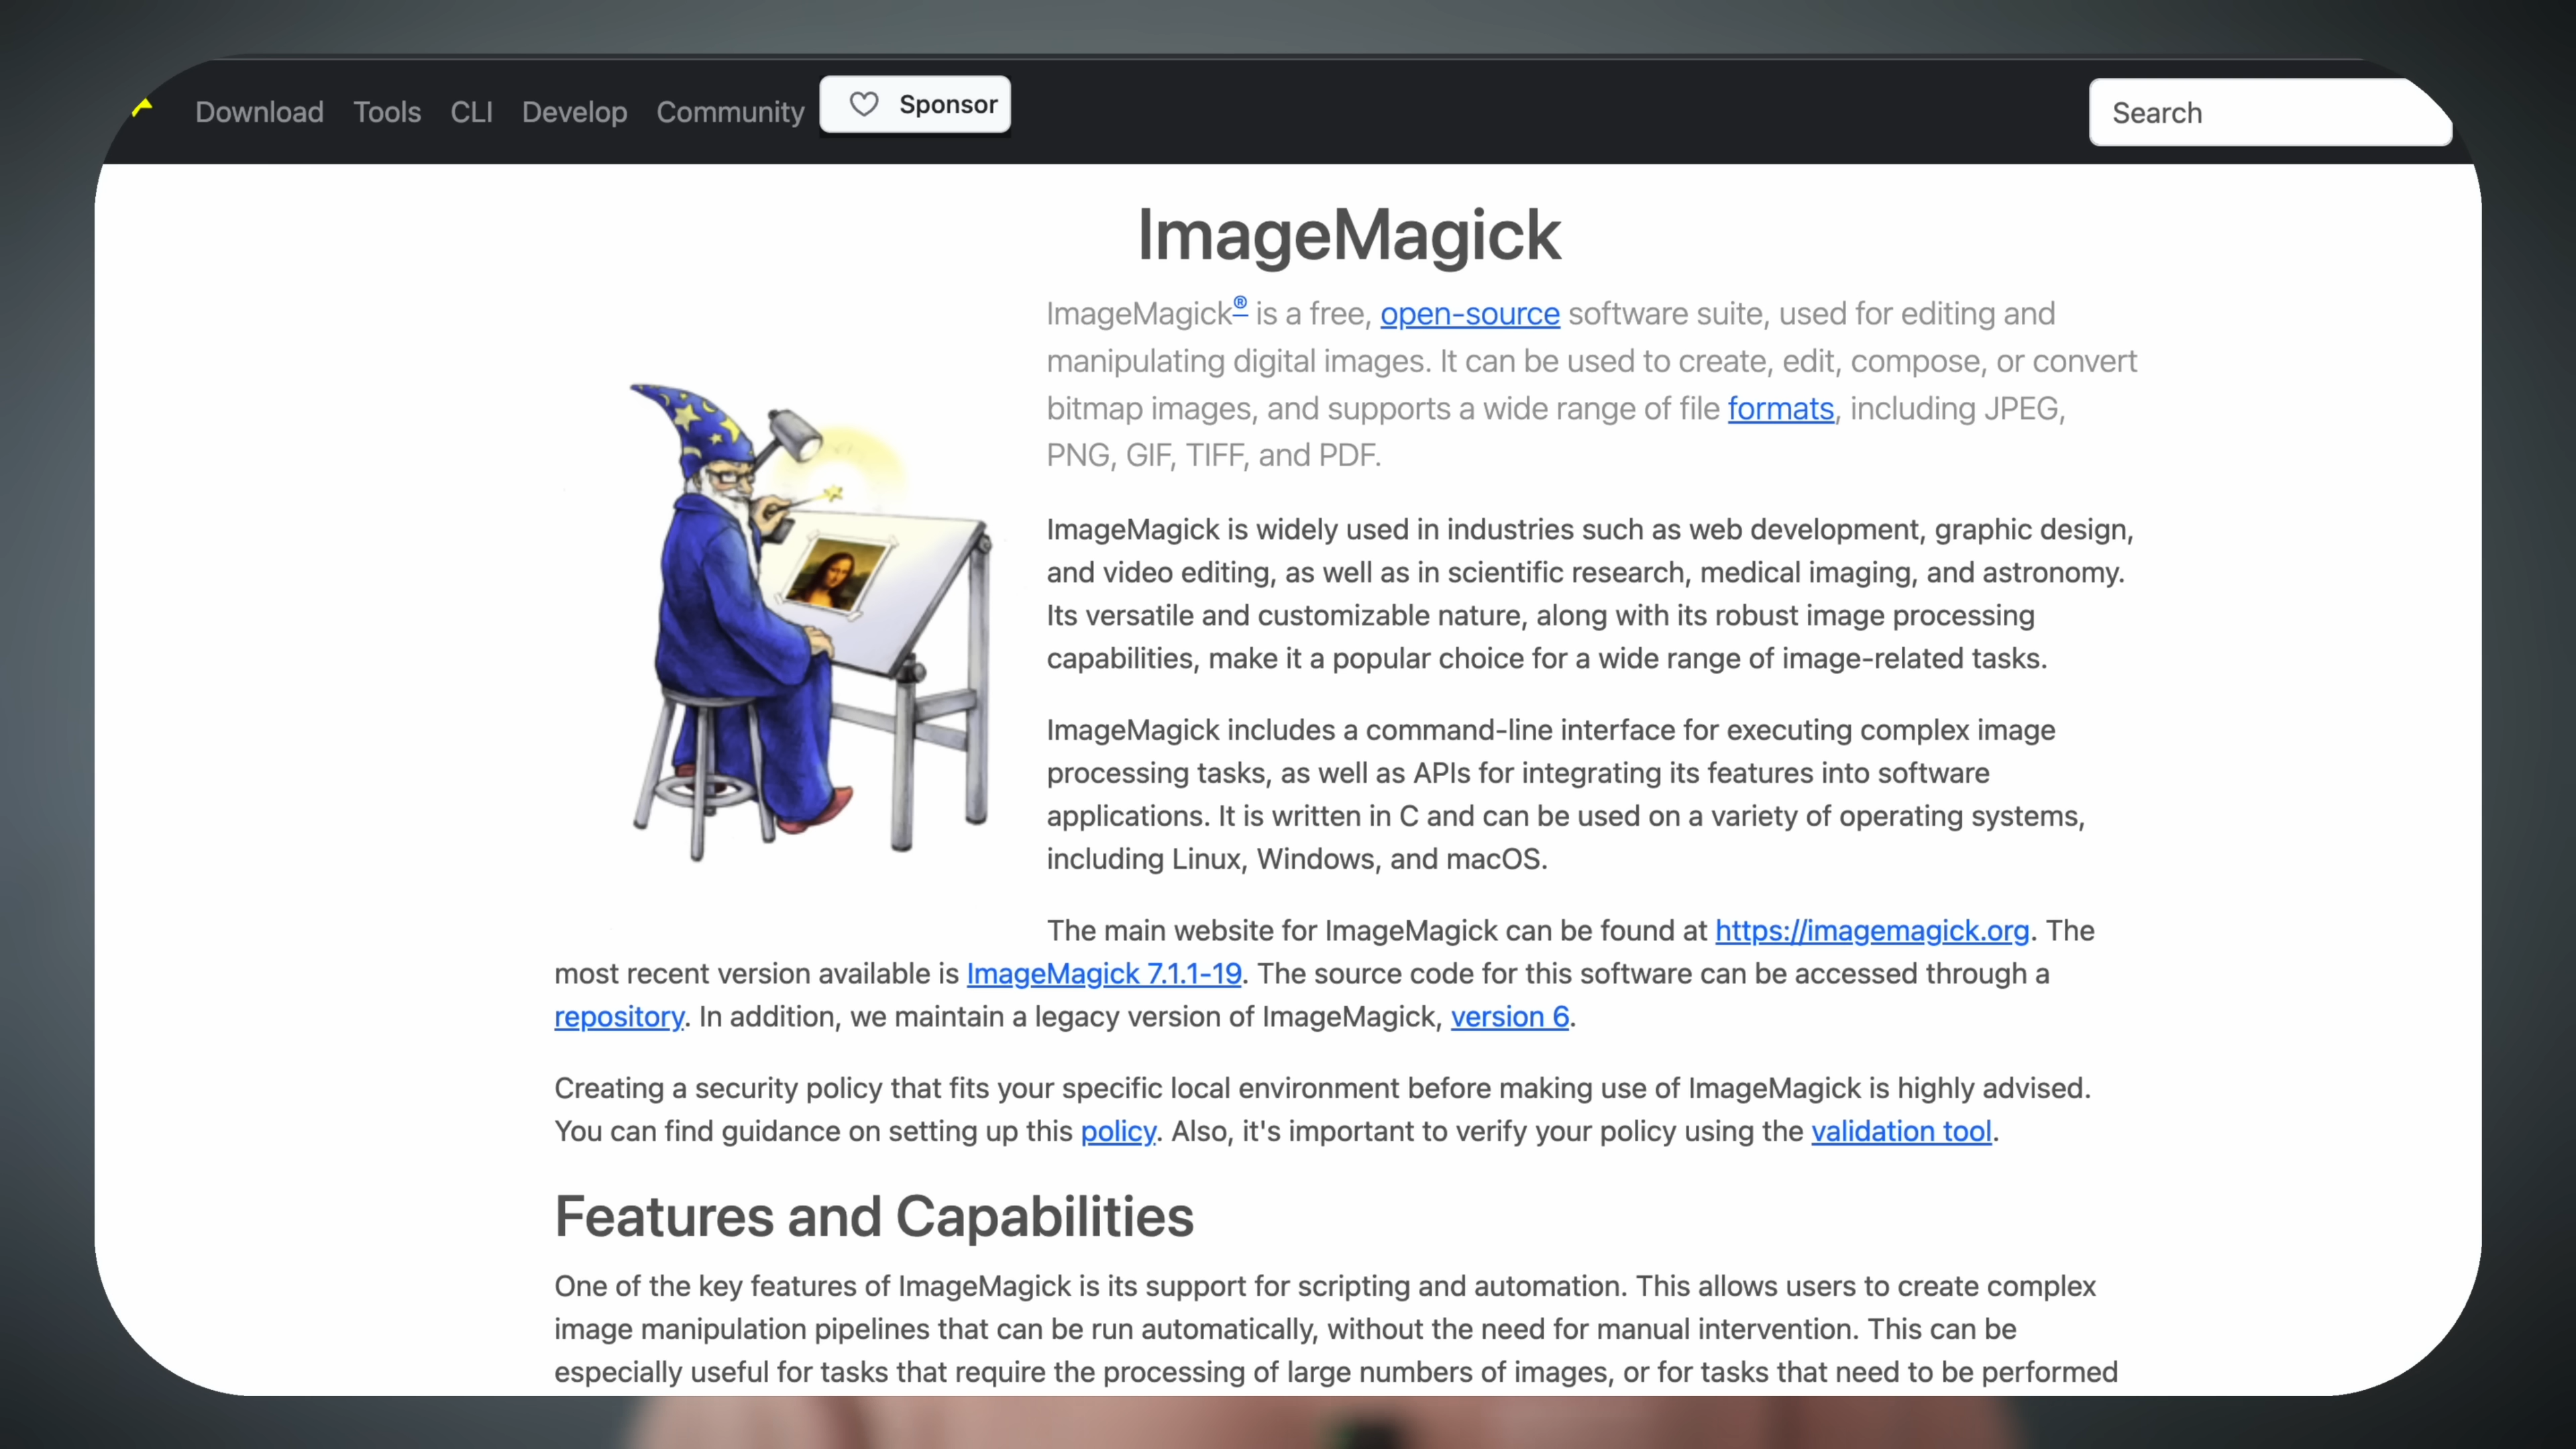 Download Tools CLI Develop Community Sponsor Search
ImageMagick
ImageMagick® is a free, open-source software suite, used for editing and
manipulating digital images. It can be used to create, edit, compose, or convert
bitmap images, and supports a wide range of file formats, including JPEG,
PNG, GIF, TIFF, and PDF.
ImageMagick is widely used in industries such as web development, graphic design,
and video editing, as well as in scientific research, medical imaging, and astronomy.
Its versatile and customizable nature, along with its robust image processing
capabilities, make it a popular choice for a wide range of image-related tasks.
ImageMagick includes a command-line interface for executing complex image
processing tasks, as well as APIs for integrating its features into software
applications. It is written in C and can be used on a variety of operating systems,
including Linux, Windows, and macOS.
The main website for ImageMagick can be found at https://imagemagick.org. The
most recent version available is ImageMagick 7.1.1-19. The source code for this software can be accessed through a
repository. In addition, we maintain a legacy version of ImageMagick, version 6.
Creating a security policy that fits your specific local environment before making use of ImageMagick is highly advised.
You can find guidance on setting up this policy. Also, it's important to verify your policy using the validation tool.
Features and Capabilities
One of the key features of ImageMagick is its support for scripting and automation. This allows users to create complex
image manipulation pipelines that can be run automatically, without the need for manual intervention. This can be
especially useful for tasks that require the processing of large numbers of images, or for tasks that need to be performed